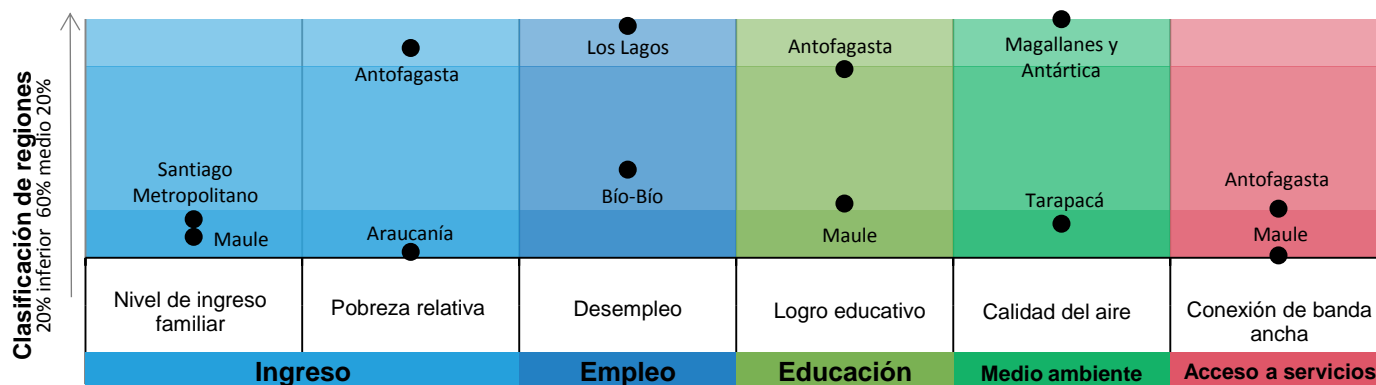 Clasificación de regiones
20% inferior 60% medio 20%
Santiago
Metropolitano
Maule
Antofagasta
Araucanía
Los Lagos
Bío-Bío
Antofagasta
Maule
Magallanes y
Antártica
Tarapacá
Antofagasta
Maule
Nivel de ingreso
familiar
Pobreza relativa
Desempleo
Logro educativo
Calidad del aire
Conexión de banda
ancha
Ingreso
Empleo
Educación
Medio ambiente
Acceso a servicios